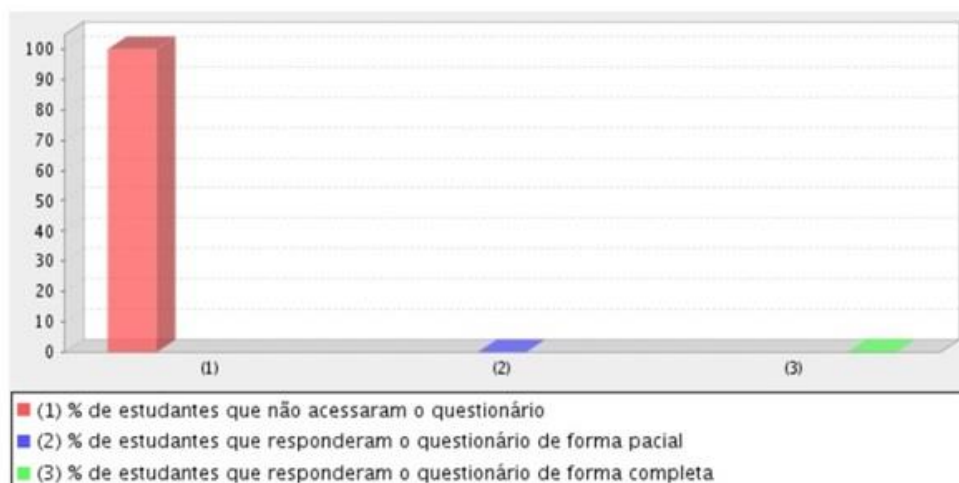 100
90
80
70
60
50
40
30
20
10
0
(1) (2) (3)
(1) % de estudantes que não acessaram o questionário
(2) % de estudantes que responderam o questionário de forma pacial
(3) % de estudantes que responderam o questionário de forma completa